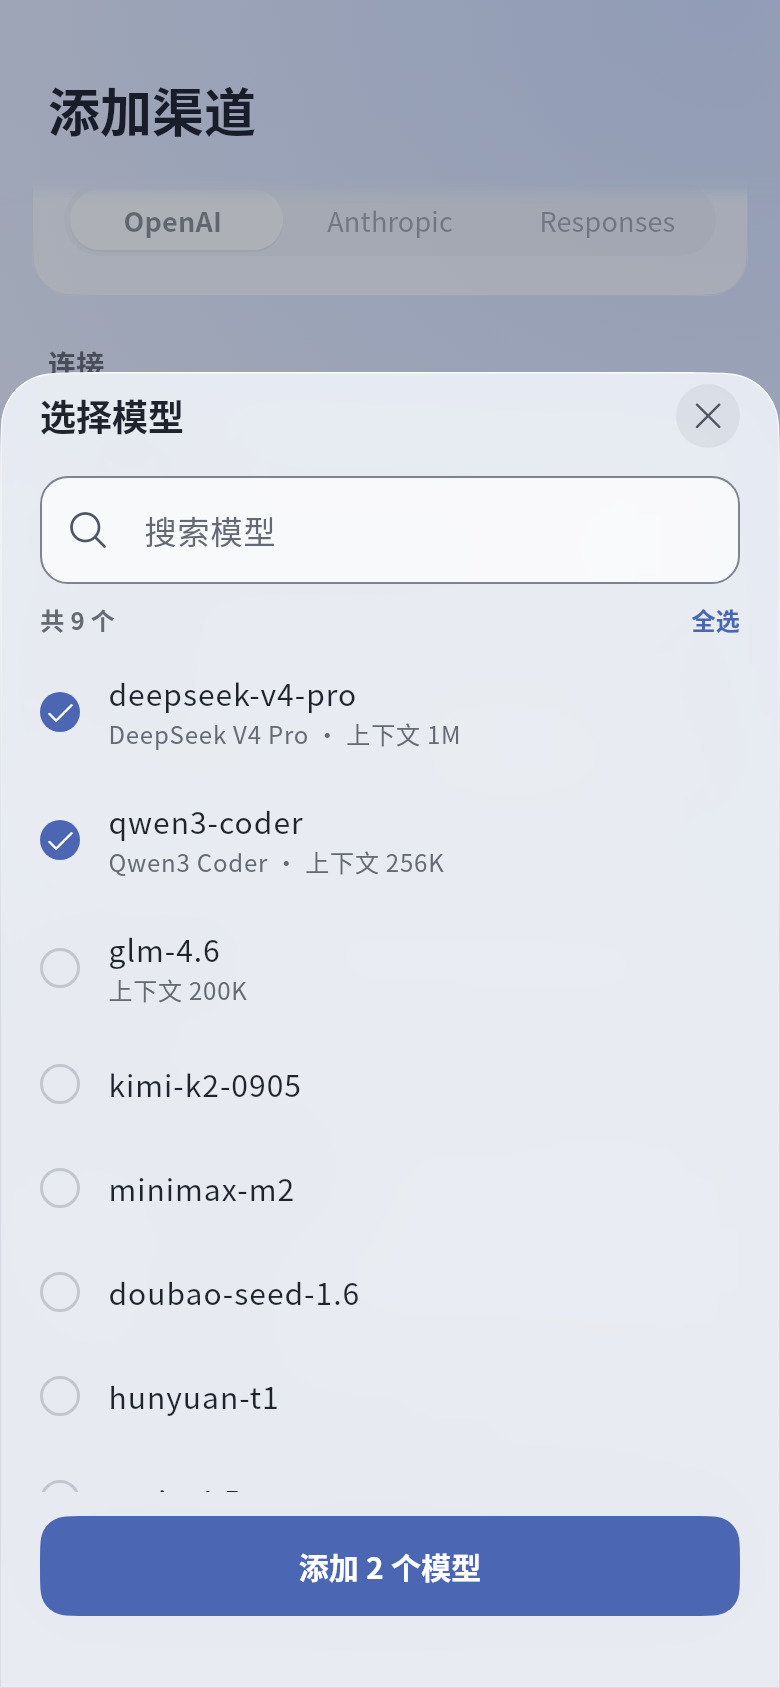 添加渠道
OpenAI
Anthropic
Responses
连接
选择模型
搜索模型
共 9 个
全选
deepseek-v4-pro
DeepSeek V4 Pro • 上下文 1M
qwen3-coder
Qwen3 Coder • 上下文 256K
glm-4.6
上下文 200K
kimi-k2-0905
minimax-m2
doubao-seed-1.6
hunyuan-t1
添加 2 个模型